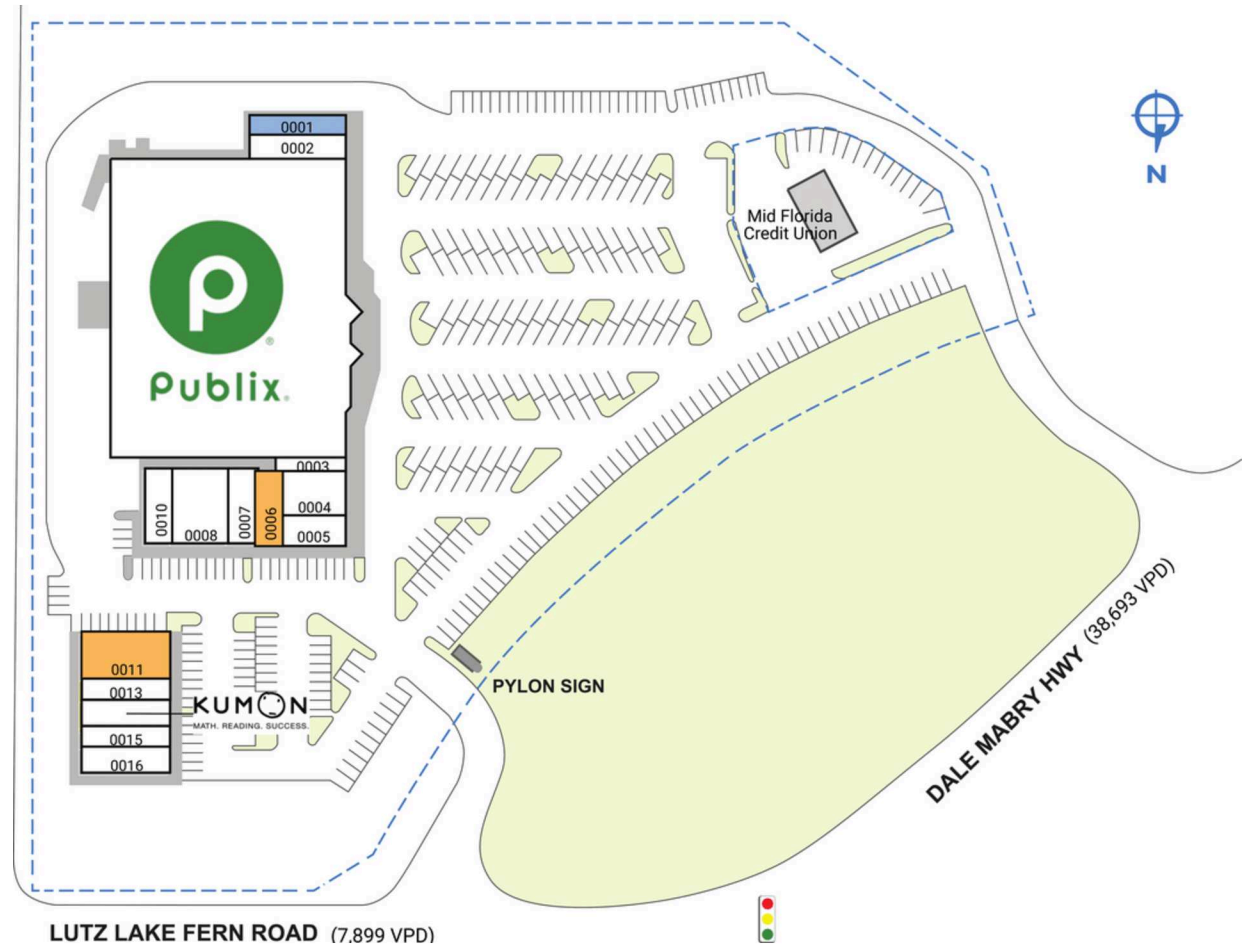 0001
0002
N
Mid Florida
Credit Union
Publix®
0003
0004
0005
0006
0007
0008
0010
0011
0013
KUMON
MATH. READING. SUCCESS.
0015
0016
PYLON SIGN
DALE MABRY HWY (38,693 VPD)
LUTZ LAKE FERN ROAD (7,899 VPD)